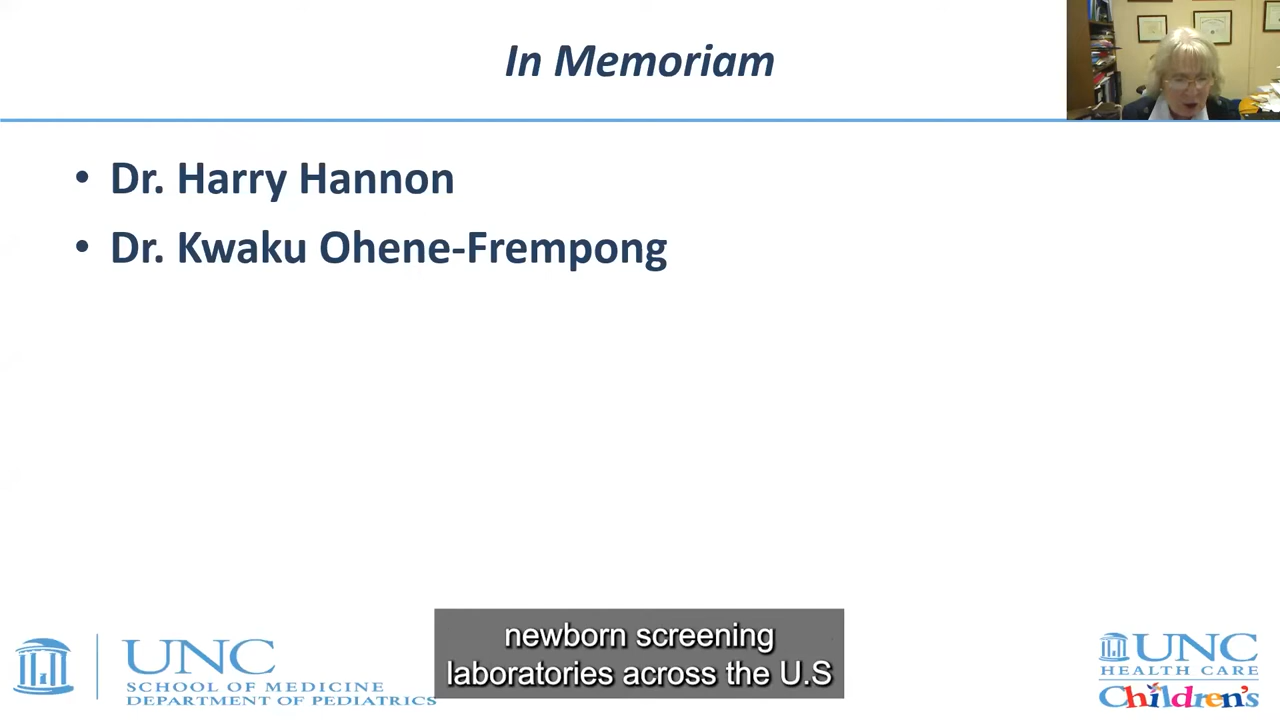 In Memoriam
• Dr. Harry Hannon
• Dr. Kwaku Ohene-Frempong
newborn screening
laboratories across the U.S
UNC
SCHOOL OF MEDICINE
DEPARTMENT OF PEDIATRICS
UNC
HEALTH CARE
Children's